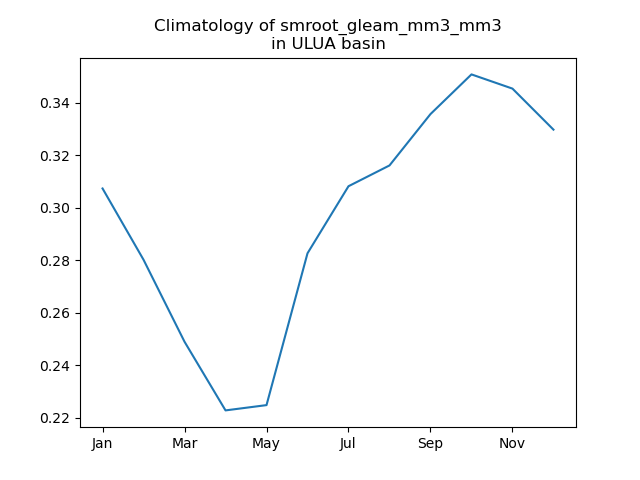 Climatology of smroot_gleam_mm3_mm3
in ULUA basin
0.34
0.32
0.30
0.28
0.26
0.24
0.22
Jan Mar May Jul Sep Nov